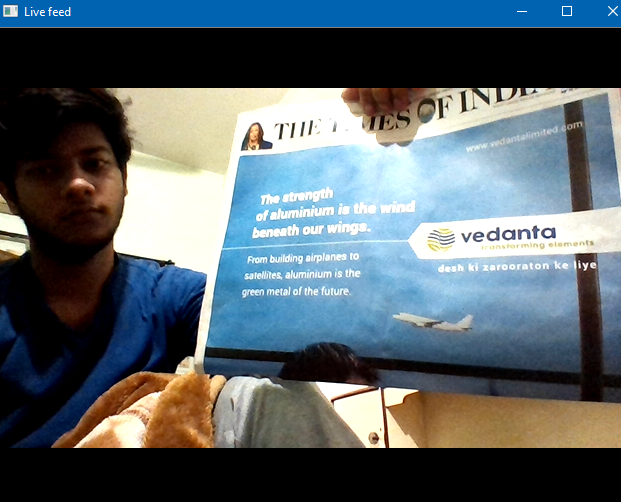 Live feed
THE TIMES OF INDIA
www.vedantalimited.com
The strength
of aluminium is the wind
beneath our wings.
vedanta
transforming elements
desh ki zarooraton ke liye
From building airplanes to
satellites, aluminium is the
green metal of the future.